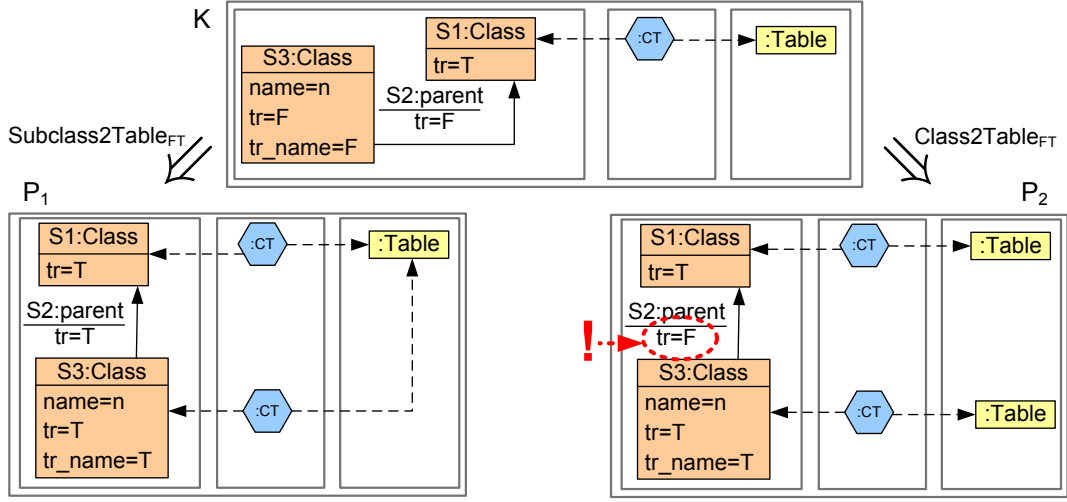 K
S1:Class
tr=T
:CT
:Table
S3:Class
name=n
tr=F
tr_name=F
S2:parent
tr=F
Subclass2TableFT
Class2TableFT
P1
S1:Class
tr=T
:CT
:Table
S2:parent
tr=T
S3:Class
name=n
tr=T
tr_name=T
:CT
P2
S1:Class
tr=T
:CT
:Table
S2:parent
tr=F
!
S3:Class
name=n
tr=T
tr_name=T
:CT
:Table